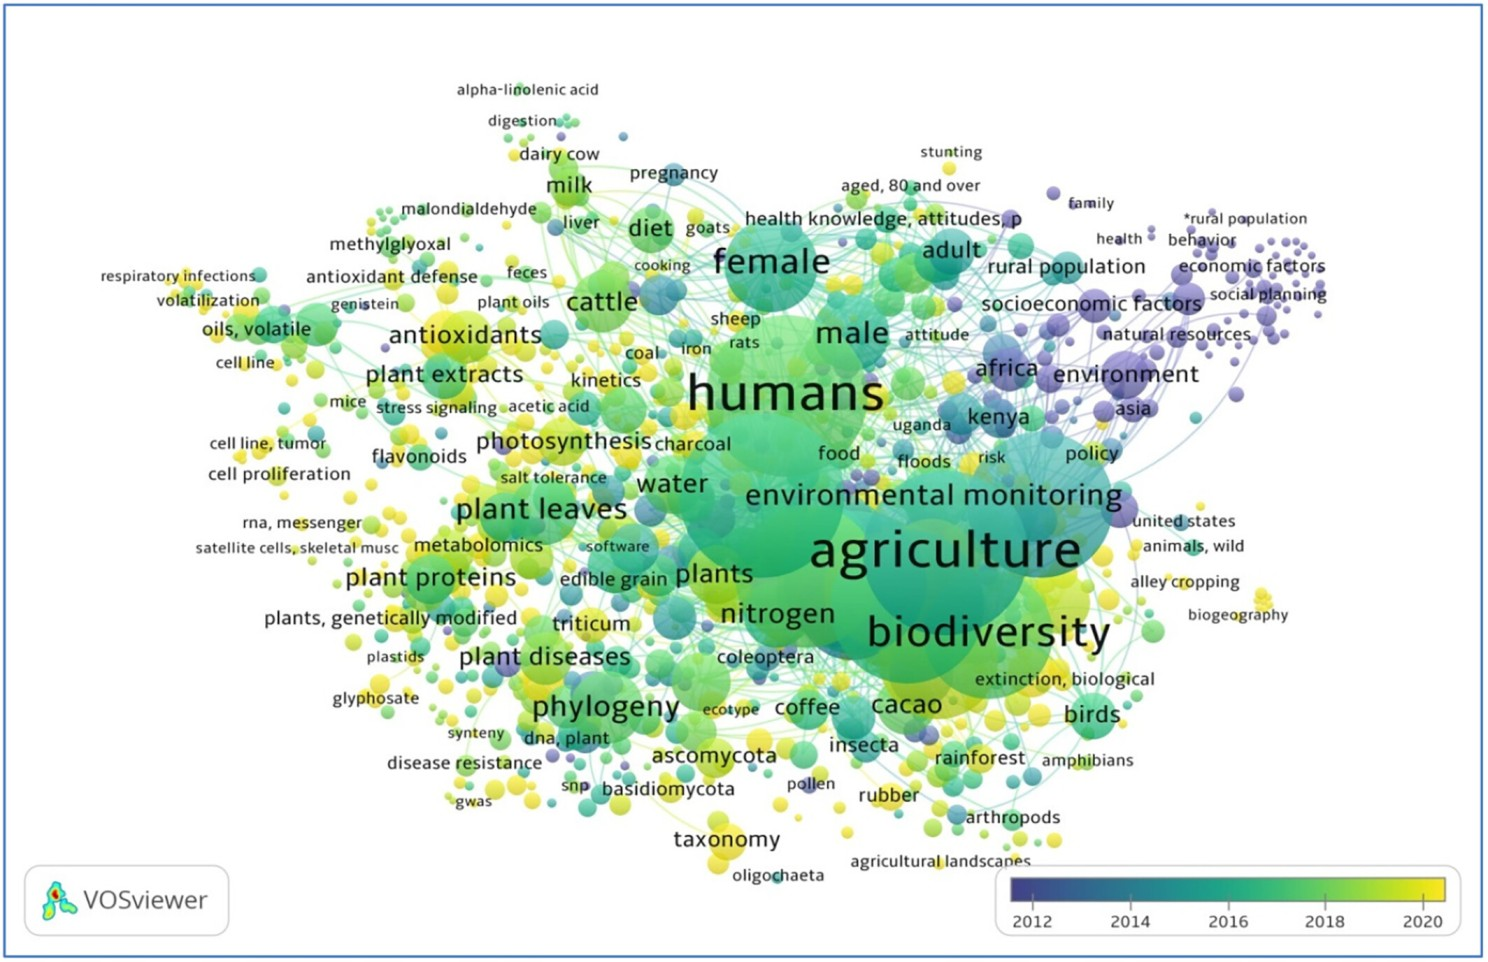 alpha-linolenic acid
digestion
dairy cow
stunting
pregnancy
milk
aged, 80 and over
family
malondialdehyde
liver
diet
goats
health knowledge, attitudes, p
*rural population
methylglyoxal
health
behavior
female
adult
rural population
economic factors
respiratory infections
antioxidant defense
feces
cooking
volatilization
genistein
plant oils
cattle
socioeconomic factors
social planning
oils, volatile
antioxidants
sheep
male
attitude
natural resources
cell line
coal
iron
rats
plant extracts
kinetics
humans
africa
environment
mice
stress signaling
acetic acid
asia
uganda
kenya
cell line, tumor
photosynthesis
charcoal
flavonoids
food
floods
risk
policy
cell proliferation
salt tolerance
water
environmental monitoring
plant leaves
rna, messenger
united states
satellite cells, skeletal musc
metabolomics
software
agriculture
animals, wild
plant proteins
edible grain
plants
alley cropping
plants, genetically modified
triticum
nitrogen
biodiversity
biogeography
plastids
plant diseases
coleoptera
extinction, biological
glyphosate
phylogeny
ecotype
coffee
cacao
birds
synteny
dna, plant
insecta
disease resistance
ascomycota
rainforest
amphibians
gwas
snp
basidiomycota
pollen
rubber
arthropods
taxonomy
oligochaeta
agricultural landscapes
VOSviewer
2012
2014
2016
2018
2020